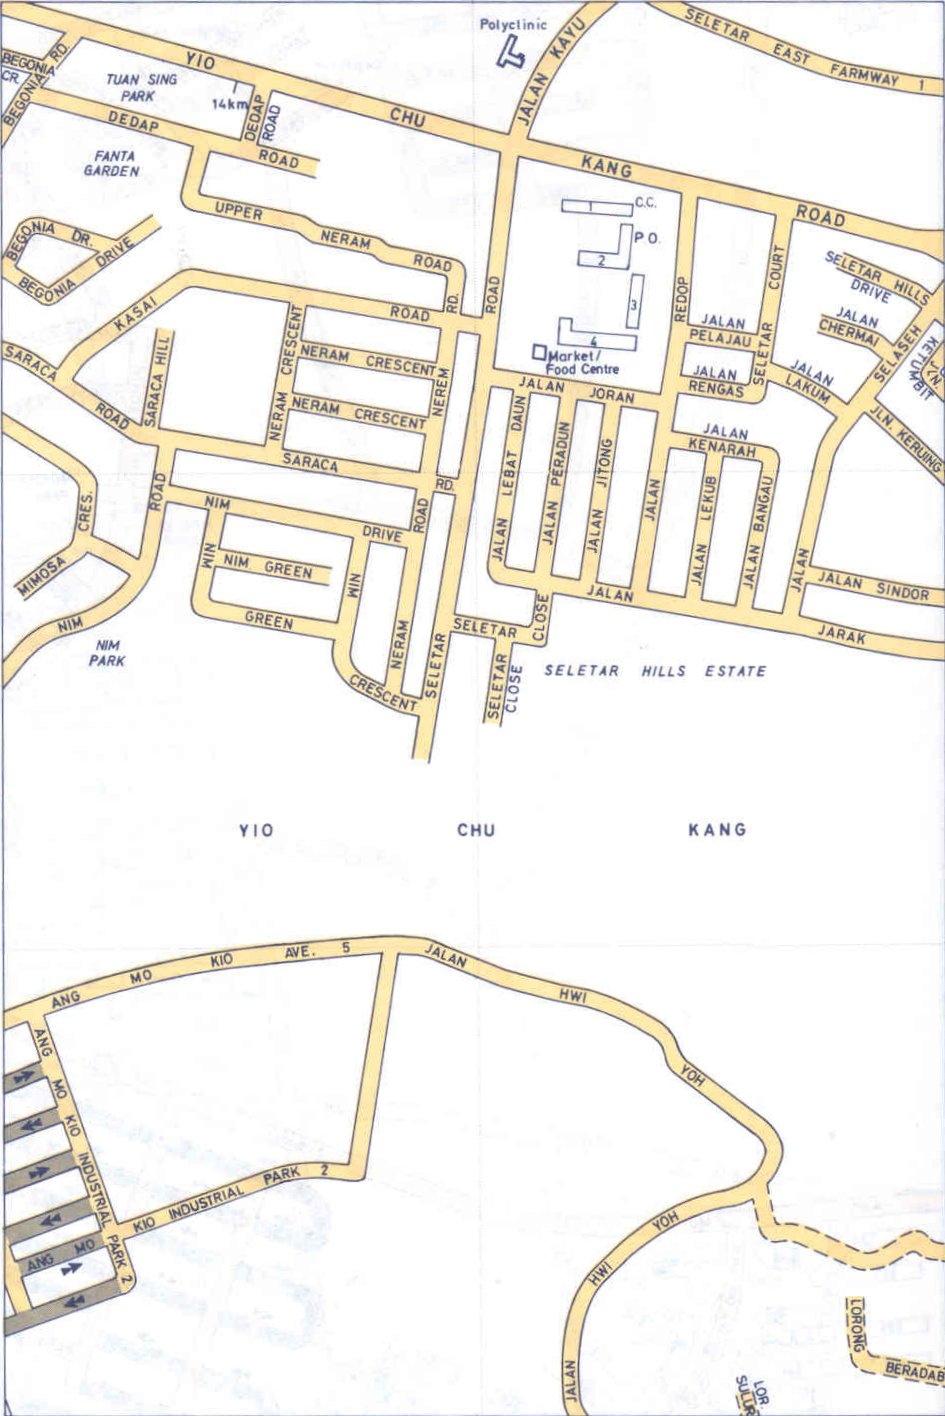 Polyclinic
JALAN KAYU
SELETAR EAST FARMWAY 1
BEGONIA RD.
BEGONIA
CR.
BEGONIA
YIO CHU KANG ROAD
TUAN SING
PARK
14km
DEDAP
ROAD
DEDAP ROAD
FANTA
GARDEN
UPPER NERAM ROAD
BEGONIA DR.
BEGONIA DRIVE
C.C.
1
P O.
2
3
4
Market/
Food Centre
ROAD
RD.
SELETAR COURT
REDOP
SELETAR HILLS
DRIVE
JALAN
CHERMAI
JALAN
PELAJAU
JALAN
RENGAS
JALAN
LAKUM
SELASEH
JLN.
KETUMBIT
JLN. KERUING
KASAI ROAD
SARACA ROAD
SARACA HILL
NERAM CRESCENT
NERAM CRESCENT
NERAM CRESCENT
NEREM
JALAN JORAN
JALAN LEBAT DAUN
JALAN PERADUN
JALAN JITONG
JALAN
JALAN
KENARAH
JALAN LEKUB
JALAN BANGAU
JALAN
SARACA RD.
ROAD
NIM DRIVE
ROAD
MIMOSA CRES.
NIM
NIM GREEN
NIM
NIM
GREEN
NERAM
CRESCENT
SELETAR
SELETAR CLOSE
SELETAR
CLOSE
JALAN JARAK
JALAN SINDOR
NIM
NIM
PARK
SELETAR HILLS ESTATE
YIO CHU KANG
ANG MO KIO AVE. 5
JALAN HWI YOH
ANG MO KIO INDUSTRIAL PARK 2
KIO INDUSTRIAL PARK 2
ANG MO
JALAN HWI YOH
LORONG BERADAB
LOR.
SULUR